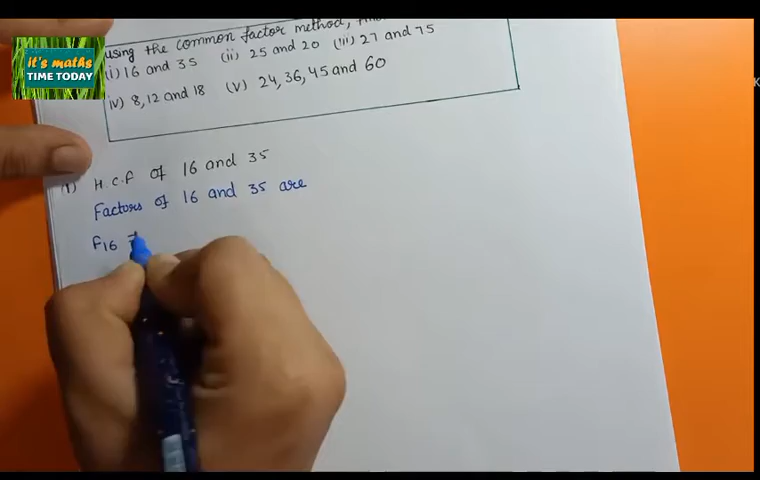 it's maths
TIME TODAY
using the common factor method,
(i) 16 and 35 (ii) 25 and 20 (iii) 27 and 75
iv) 8, 12 and 18 (v) 24, 36, 45 and 60
H.C.F of 16 and 35
Factors of 16 and 35 are
F16